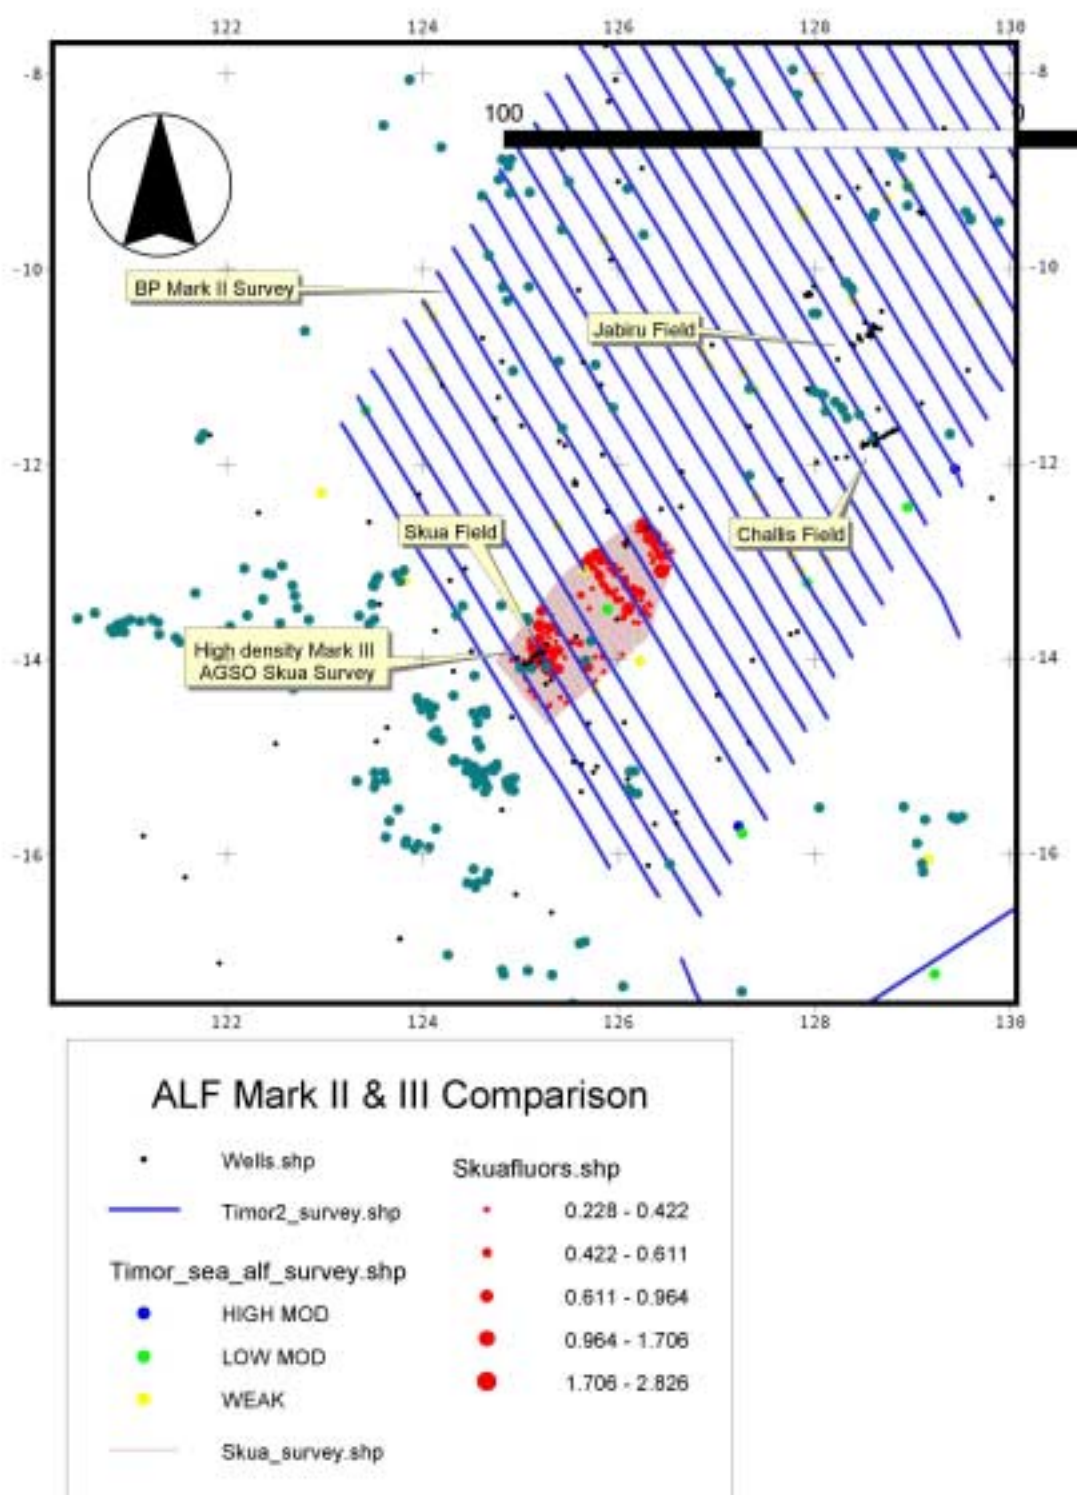 122 124 126 128 130
-8 -8
100 0
-10 -10
BP Mark II Survey
Jabiru Field
-12 -12
Skua Field
Challis Field
High density Mark III
AGSO Skua Survey
-14 -14
-16 -16
122 124 126 128 130
ALF Mark II & III Comparison
Wells.shp
Timor2_survey.shp
Timor_sea_alf_survey.shp
HIGH MOD
LOW MOD
WEAK
Skua_survey.shp
Skuafluors.shp
0.228 - 0.422
0.422 - 0.611
0.611 - 0.964
0.964 - 1.706
1.706 - 2.826